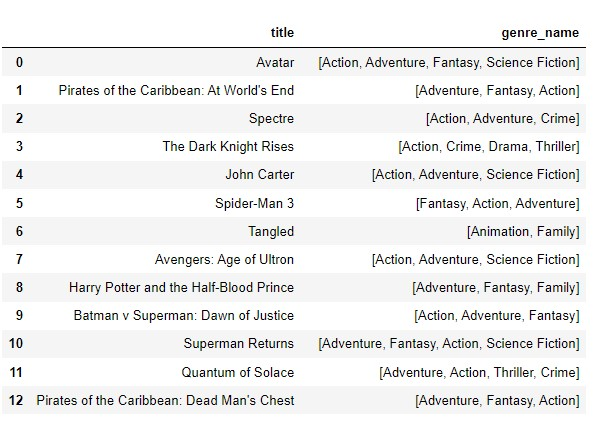 title genre_name
0 Avatar [Action, Adventure, Fantasy, Science Fiction]
1 Pirates of the Caribbean: At World's End [Adventure, Fantasy, Action]
2 Spectre [Action, Adventure, Crime]
3 The Dark Knight Rises [Action, Crime, Drama, Thriller]
4 John Carter [Action, Adventure, Science Fiction]
5 Spider-Man 3 [Fantasy, Action, Adventure]
6 Tangled [Animation, Family]
7 Avengers: Age of Ultron [Action, Adventure, Science Fiction]
8 Harry Potter and the Half-Blood Prince [Adventure, Fantasy, Family]
9 Batman v Superman: Dawn of Justice [Action, Adventure, Fantasy]
10 Superman Returns [Adventure, Fantasy, Action, Science Fiction]
11 Quantum of Solace [Adventure, Action, Thriller, Crime]
12 Pirates of the Caribbean: Dead Man's Chest [Adventure, Fantasy, Action]